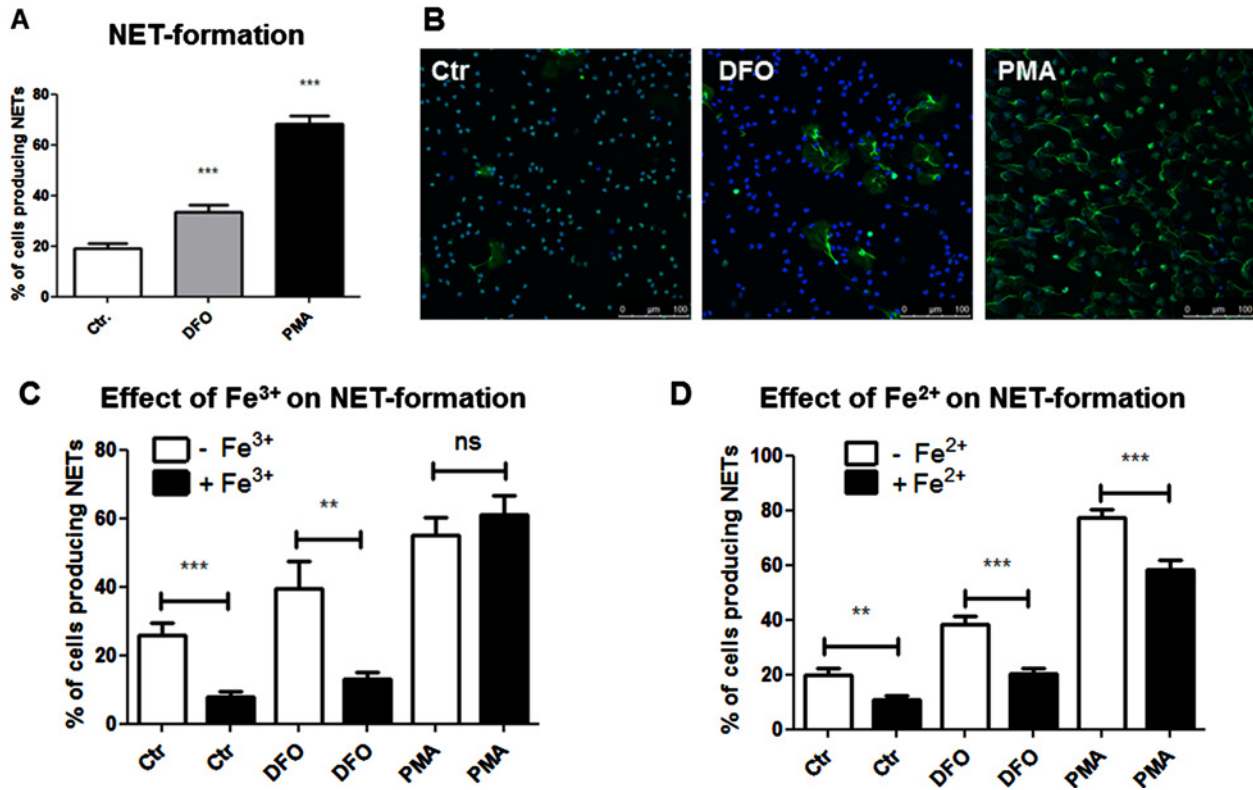 A
NET-formation
% of cells producing NETs
80
60
40
20
0
***
***
Ctr.
DFO
PMA
B
Ctr
DFO
PMA
0 µm 100
0 µm 100
0 µm 100
C
Effect of Fe³⁺ on NET-formation
- Fe³⁺
+ Fe³⁺
% of cells producing NETs
80
60
40
20
0
***
**
ns
Ctr
Ctr
DFO
DFO
PMA
PMA
D
Effect of Fe²⁺ on NET-formation
- Fe²⁺
+ Fe²⁺
% of cells producing NETs
100
80
60
40
20
0
**
***
***
Ctr
Ctr
DFO
DFO
PMA
PMA